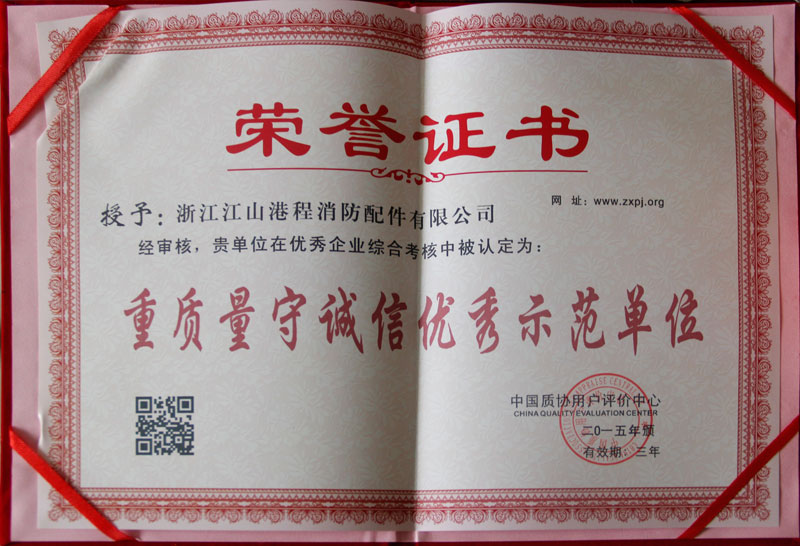 荣誉证书
网 址：www.zxpj.org
授予：浙江江山港程消防配件有限公司
经审核，贵单位在优秀企业综合考核中被认定为：
重质量守诚信优秀示范单位
中国质协用户评价中心
CHINA QUALITY EVALUATION CENTER
二0一五年颁
有效期：三年